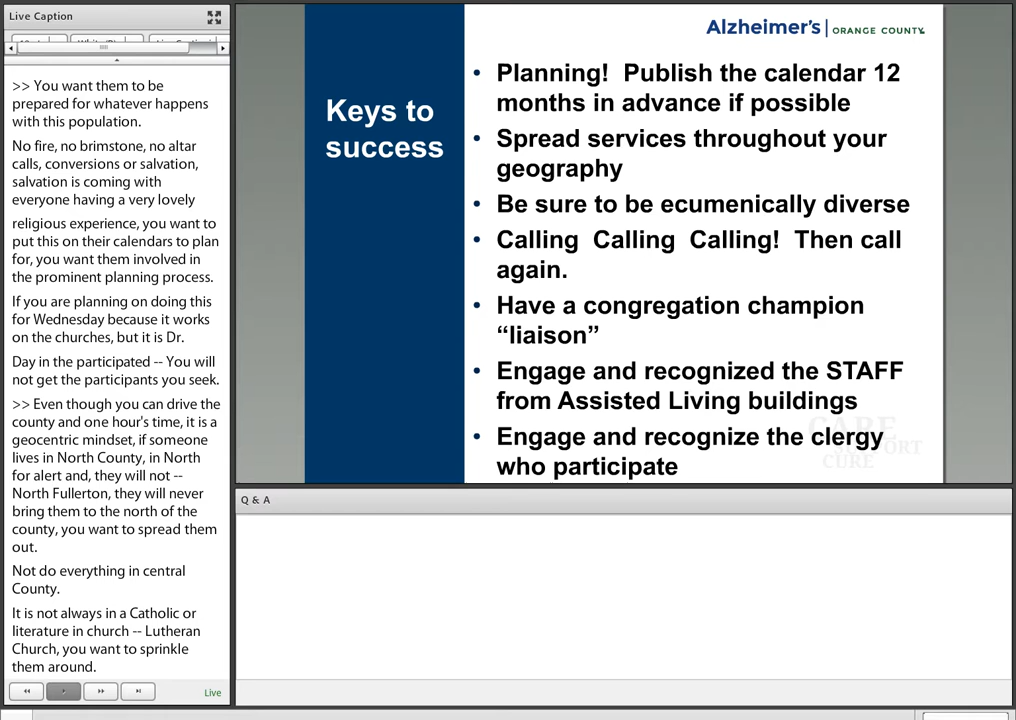 Live Caption
>> You want them to be
prepared for whatever happens
with this population.
No fire, no brimstone, no altar
calls, conversions or salvation,
salvation is coming with
everyone having a very lovely
religious experience, you want to
put this on their calendars to plan
for, you want them involved in
the prominent planning process.
If you are planning on doing this
for Wednesday because it works
on the churches, but it is Dr.
Day in the participated -- You will
not get the participants you seek.
>> Even though you can drive the
county and one hour's time, it is a
geocentric mindset, if someone
lives in North County, in North
for alert and, they will not --
North Fullerton, they will never
bring them to the north of the
county, you want to spread them
out.
Not do everything in central
County.
It is not always in a Catholic or
literature in church -- Lutheran
Church, you want to sprinkle
them around.
Live
Alzheimer's | ORANGE COUNTY
Keys to
success
• Planning!  Publish the calendar 12
months in advance if possible
• Spread services throughout your
geography
• Be sure to be ecumenically diverse
• Calling  Calling  Calling!  Then call
again.
• Have a congregation champion
“liaison”
• Engage and recognized the STAFF
from Assisted Living buildings
• Engage and recognize the clergy
who participate
CARE
SUPPORT
CURE
Q & A